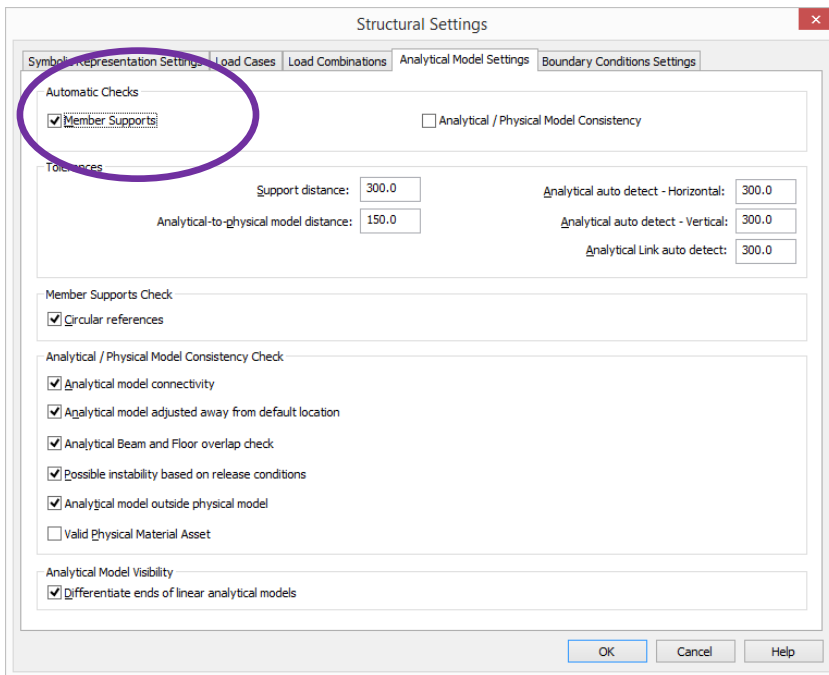 Structural Settings
Symbolic Representation Settings Load Cases Load Combinations Analytical Model Settings Boundary Conditions Settings
Automatic Checks
Member Supports Analytical / Physical Model Consistency
Tolerances
Support distance: 300.0 Analytical auto detect - Horizontal: 300.0
Analytical-to-physical model distance: 150.0 Analytical auto detect - Vertical: 300.0
Analytical Link auto detect: 300.0
Member Supports Check
Circular references
Analytical / Physical Model Consistency Check
Analytical model connectivity
Analytical model adjusted away from default location
Analytical Beam and Floor overlap check
Possible instability based on release conditions
Analytical model outside physical model
Valid Physical Material Asset
Analytical Model Visibility
Differentiate ends of linear analytical models
OK Cancel Help